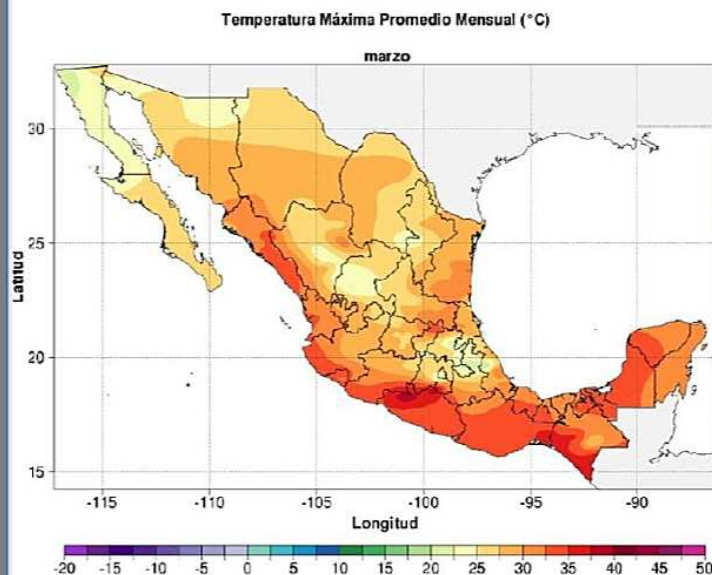 Temperatura Máxima Promedio Mensual (°C)
marzo
30
25
20
15
Latitud
-115 -110 -105 -100 -95 -90
Longitud
-20 -15 -10 -5 0 5 10 15 20 25 30 35 40 45 50